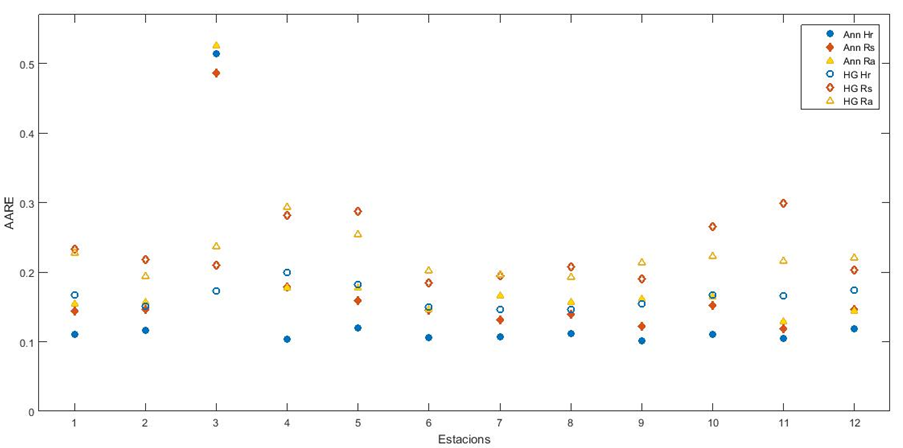 Ann Hr
Ann Rs
Ann Ra
HG Hr
HG Rs
HG Ra
AARE
0.5
0.4
0.3
0.2
0.1
0
1 2 3 4 5 6 7 8 9 10 11 12
Estacions